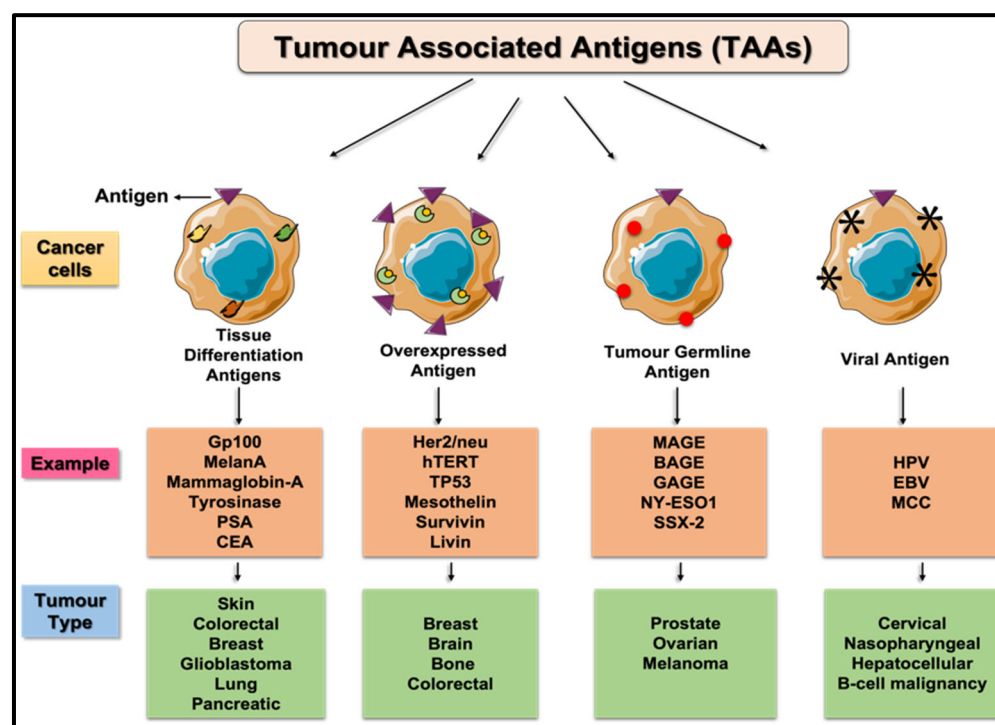 Tumour Associated Antigens (TAAs)
Antigen
Cancer
cells
Tissue
Differentiation
Antigens
Overexpressed
Antigen
Tumour Germline
Antigen
Viral Antigen
Example
Gp100
MelanA
Mammaglobin-A
Tyrosinase
PSA
CEA
Her2/neu
hTERT
TP53
Mesothelin
Survivin
Livin
MAGE
BAGE
GAGE
NY-ESO1
SSX-2
HPV
EBV
MCC
Tumour
Type
Skin
Colorectal
Breast
Glioblastoma
Lung
Pancreatic
Breast
Brain
Bone
Colorectal
Prostate
Ovarian
Melanoma
Cervical
Nasopharyngeal
Hepatocellular
B-cell malignancy